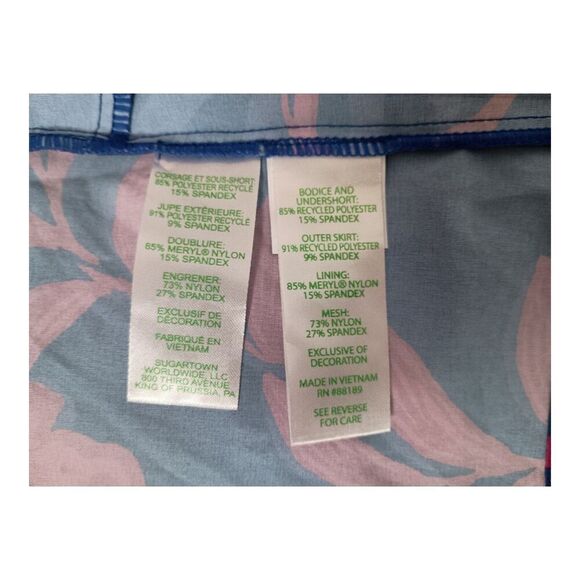 CORSAGE ET SOUS-SHORT:
85% POLYESTER RECYCLÉ
15% SPANDEX
JUPE EXTÉRIEURE:
91% POLYESTER RECYCLÉ
9% SPANDEX
DOUBLURE:
85% MERYL® NYLON
15% SPANDEX
ENGRENER:
73% NYLON
27% SPANDEX
EXCLUSIF DE
DÉCORATION
FABRIQUÉ EN
VIETNAM
SUGARTOWN
WORLDWIDE, LLC
800 THIRD AVENUE
KING OF PRUSSIA, PA
BODICE AND
UNDERSHORT:
85% RECYCLED POLYESTER
15% SPANDEX
OUTER SKIRT:
91% RECYCLED POLYESTER
9% SPANDEX
LINING:
85% MERYL® NYLON
15% SPANDEX
MESH:
73% NYLON
27% SPANDEX
EXCLUSIVE OF
DECORATION
MADE IN VIETNAM
RN #88189
SEE REVERSE
FOR CARE